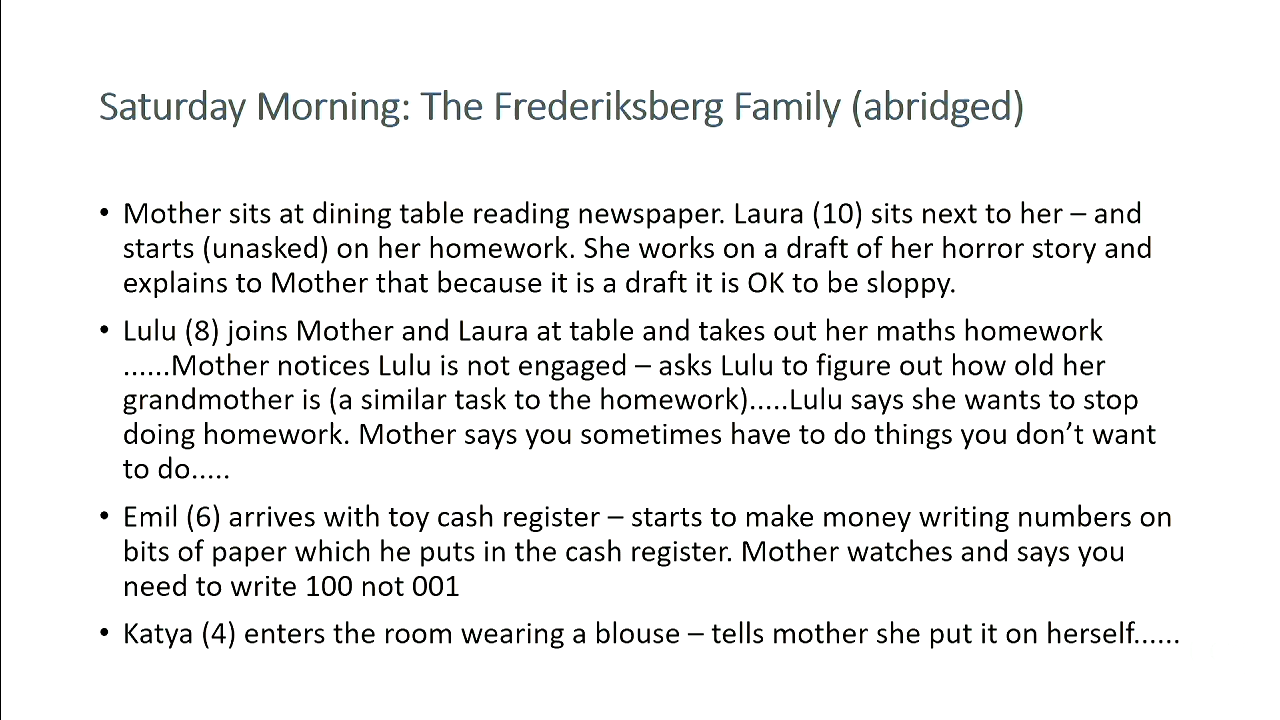 Saturday Morning: The Frederiksberg Family (abridged)
• Mother sits at dining table reading newspaper. Laura (10) sits next to her – and
starts (unasked) on her homework. She works on a draft of her horror story and
explains to Mother that because it is a draft it is OK to be sloppy.
• Lulu (8) joins Mother and Laura at table and takes out her maths homework
......Mother notices Lulu is not engaged – asks Lulu to figure out how old her
grandmother is (a similar task to the homework).....Lulu says she wants to stop
doing homework. Mother says you sometimes have to do things you don’t want
to do.....
• Emil (6) arrives with toy cash register – starts to make money writing numbers on
bits of paper which he puts in the cash register. Mother watches and says you
need to write 100 not 001
• Katya (4) enters the room wearing a blouse – tells mother she put it on herself......